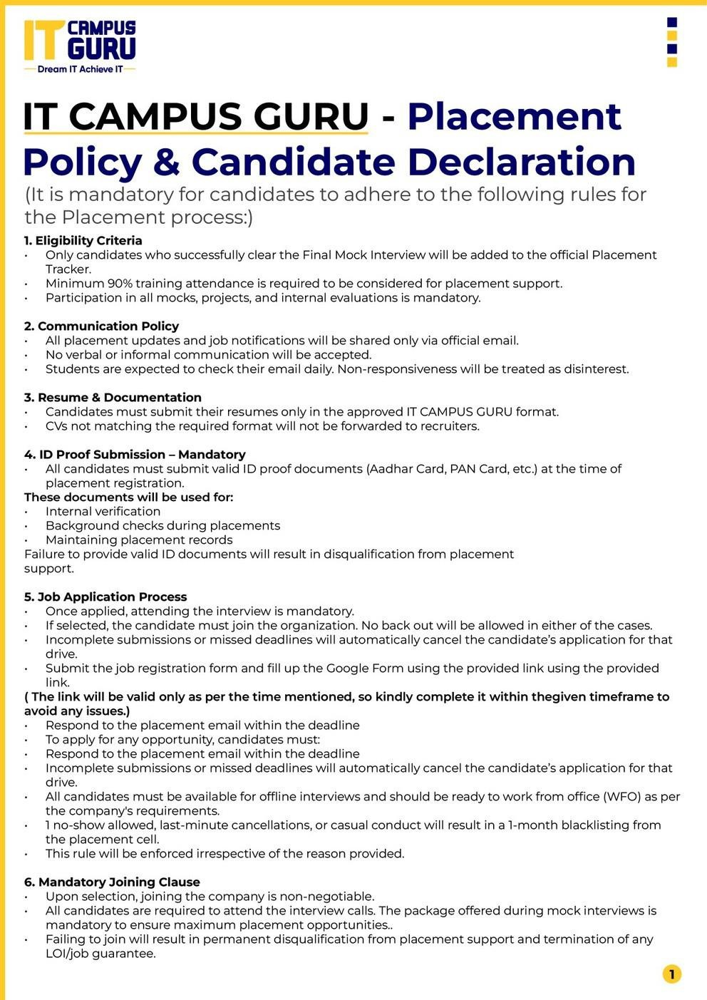 IT CAMPUS
GURU
Dream IT Achieve IT
IT CAMPUS GURU - Placement
Policy & Candidate Declaration
(It is mandatory for candidates to adhere to the following rules for
the Placement process:)
1. Eligibility Criteria
• Only candidates who successfully clear the Final Mock Interview will be added to the official Placement
Tracker.
• Minimum 90% training attendance is required to be considered for placement support.
• Participation in all mocks, projects, and internal evaluations is mandatory.
2. Communication Policy
• All placement updates and job notifications will be shared only via official email.
• No verbal or informal communication will be accepted.
• Students are expected to check their email daily. Non-responsiveness will be treated as disinterest.
3. Resume & Documentation
• Candidates must submit their resumes only in the approved IT CAMPUS GURU format.
• CVs not matching the required format will not be forwarded to recruiters.
4. ID Proof Submission – Mandatory
• All candidates must submit valid ID proof documents (Aadhar Card, PAN Card, etc.) at the time of
placement registration.
These documents will be used for:
• Internal verification
• Background checks during placements
• Maintaining placement records
Failure to provide valid ID documents will result in disqualification from placement
support.
5. Job Application Process
• Once applied, attending the interview is mandatory.
• If selected, the candidate must join the organization. No back out will be allowed in either of the cases.
• Incomplete submissions or missed deadlines will automatically cancel the candidate’s application for that
drive.
• Submit the job registration form and fill up the Google Form using the provided link using the provided
link.
( The link will be valid only as per the time mentioned, so kindly complete it within thegiven timeframe to
avoid any issues.)
• Respond to the placement email within the deadline
• To apply for any opportunity, candidates must:
• Respond to the placement email within the deadline
• Incomplete submissions or missed deadlines will automatically cancel the candidate’s application for that
drive.
• All candidates must be available for offline interviews and should be ready to work from office (WFO) as per
the company's requirements.
• 1 no-show allowed, last-minute cancellations, or casual conduct will result in a 1-month blacklisting from
the placement cell.
• This rule will be enforced irrespective of the reason provided.
6. Mandatory Joining Clause
• Upon selection, joining the company is non-negotiable.
• All candidates are required to attend the interview calls. The package offered during mock interviews is
mandatory to ensure maximum placement opportunities..
• Failing to join will result in permanent disqualification from placement support and termination of any
LOI/job guarantee.
1